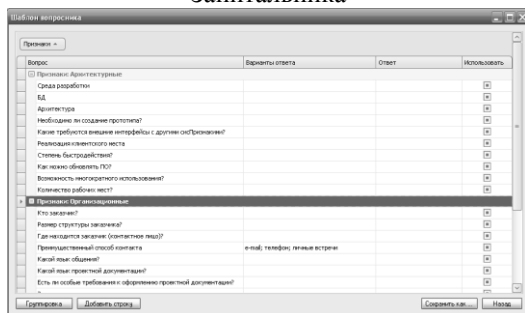 Шаблон вопросника
Признаки
Вопрос Варианты ответа Ответ Использовать
Признаки: Архитектурные
Среда разработки
БД
Архитектура
Необходимо ли создание прототипа?
Какие требуются внешние интерфейсы с другими
Реализация клиентского места
Степень быстродействия?
Как можно обновлять ПО?
Возможность многократного использования?
Количество рабочих мест?
Признаки: Организационные
Кто заказчик?
Размер структуры заказчика?
Где находится заказчик (контактное лицо)?
Преимущественный способ контакта e-mail; телефон; личные встречи
Какой язык общения?
Какой язык проектной документации?
Есть ли особые требования к оформлению проектной документации?
Группировка Добавить строку Сохранить как... Назад